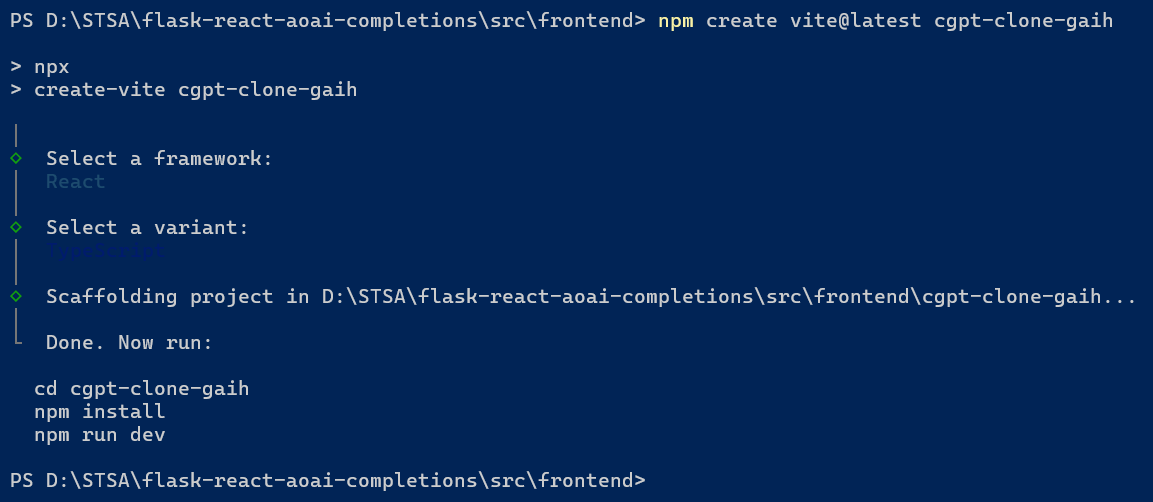 PS D:\STSA\flask-react-aoai-completions\src\frontend> npm create vite@latest cgpt-clone-gaih
> npx
> create-vite cgpt-clone-gaih
Select a framework:
React
Select a variant:
TypeScript
Scaffolding project in D:\STSA\flask-react-aoai-completions\src\frontend\cgpt-clone-gaih...
Done. Now run:
cd cgpt-clone-gaih
npm install
npm run dev
PS D:\STSA\flask-react-aoai-completions\src\frontend>